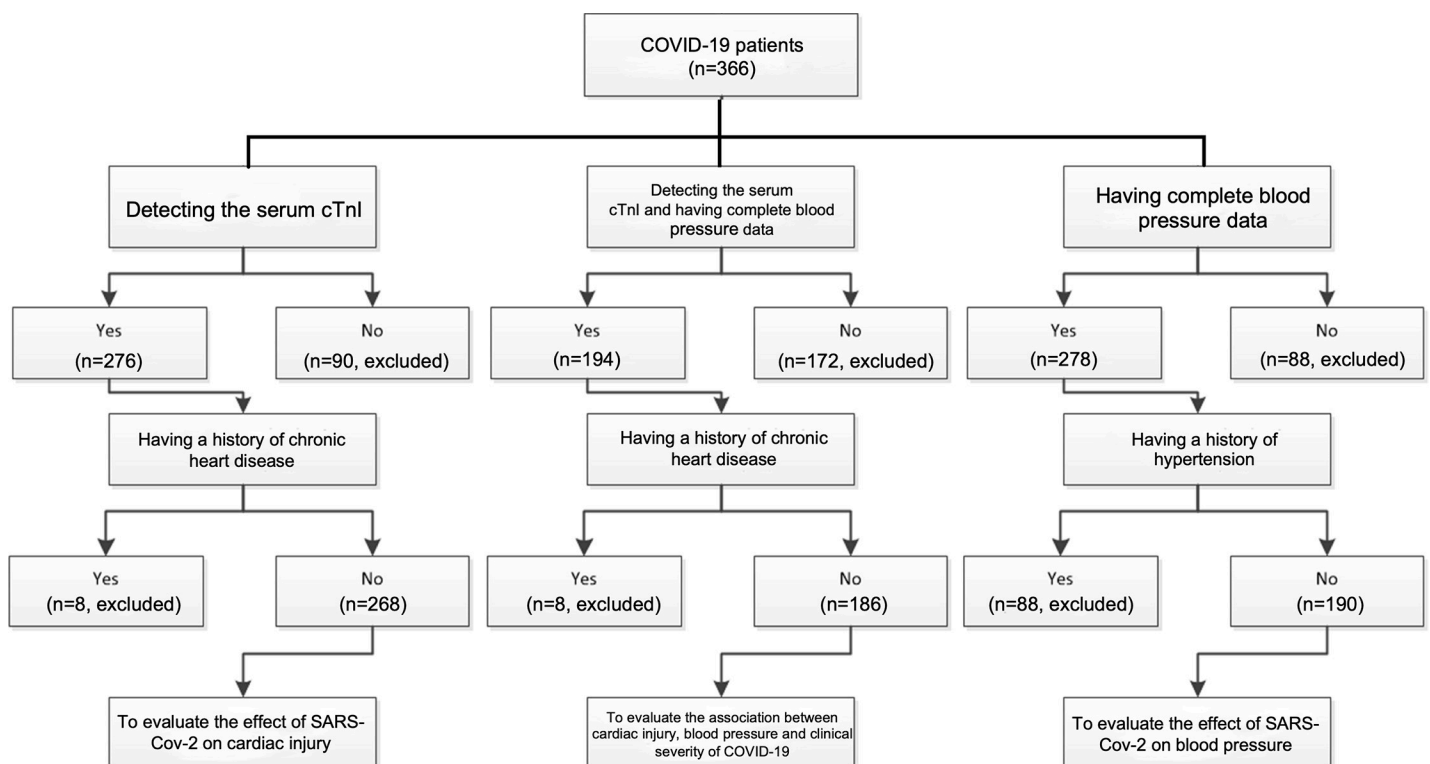 COVID-19 patients
(n=366)
Detecting the serum cTnI
Detecting the serum
cTnI and having complete blood
pressure data
Having complete blood
pressure data
Yes
(n=276)
No
(n=90, excluded)
Yes
(n=194)
No
(n=172, excluded)
Yes
(n=278)
No
(n=88, excluded)
Having a history of chronic
heart disease
Having a history of chronic
heart disease
Having a history of
hypertension
Yes
(n=8, excluded)
No
(n=268)
Yes
(n=8, excluded)
No
(n=186)
Yes
(n=88, excluded)
No
(n=190)
To evaluate the effect of SARS-
Cov-2 on cardiac injury
To evaluate the association between
cardiac injury, blood pressure and clinical
severity of COVID-19
To evaluate the effect of SARS-
Cov-2 on blood pressure